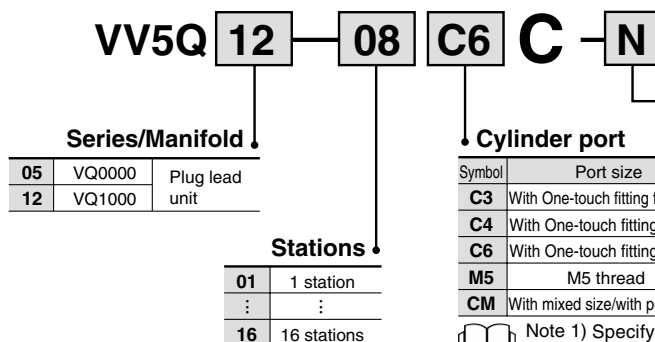 VV5Q 12 — 08 C6 C – N
Series/Manifold
05 VQ0000 Plug lead unit
12 VQ1000
Stations
01 1 station
⋮ ⋮
16 16 stations
Cylinder port
Symbol Port size
C3 With One-touch fitting
C4 With One-touch fitting
C6 With One-touch fitting
M5 M5 thread
CM With mixed size/with
Note 1) Specify